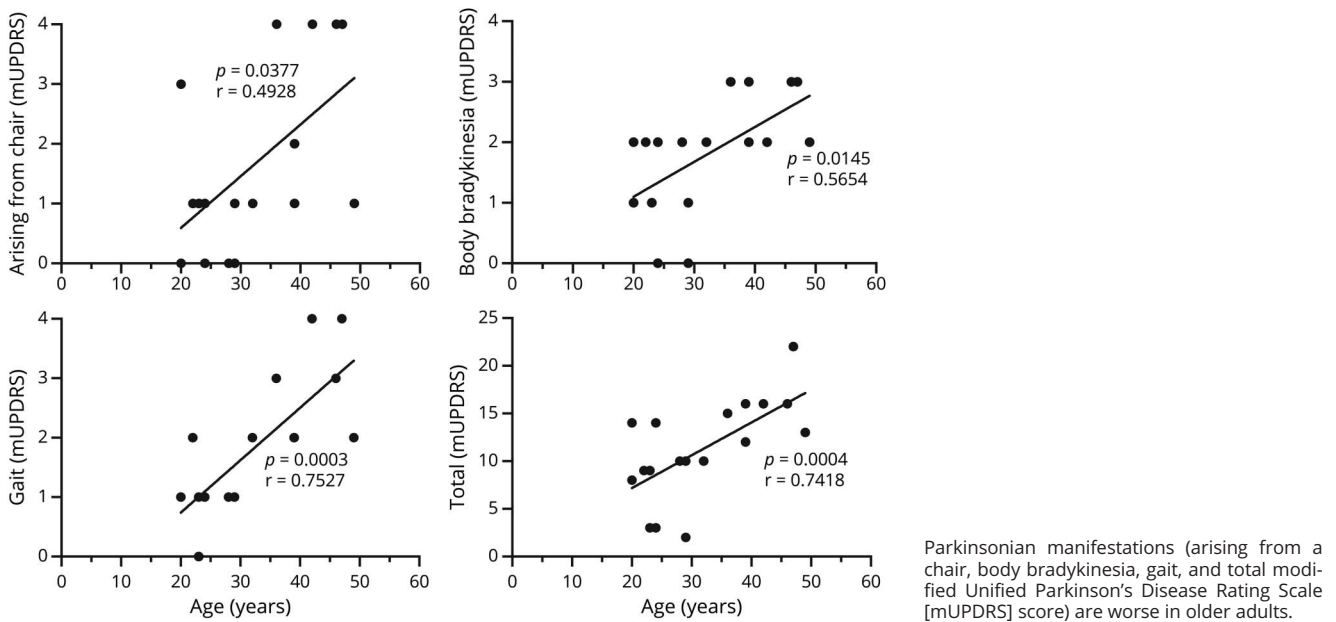 Arising from chair (mUPDRS)
4
3
2
1
0
p = 0.0377
r = 0.4928
0 10 20 30 40 50 60
Body bradykinesia (mUPDRS)
4
3
2
1
0
p = 0.0145
r = 0.5654
0 10 20 30 40 50 60
Gait (mUPDRS)
4
3
2
1
0
p = 0.0003
r = 0.7527
0 10 20 30 40 50 60
Age (years)
Total (mUPDRS)
25
20
15
10
5
0
p = 0.0004
r = 0.7418
0 10 20 30 40 50 60
Age (years)
Parkinsonian manifestations (arising from a
chair, body bradykinesia, gait, and total modi-
fied Unified Parkinson’s Disease Rating Scale
[mUPDRS] score) are worse in older adults.